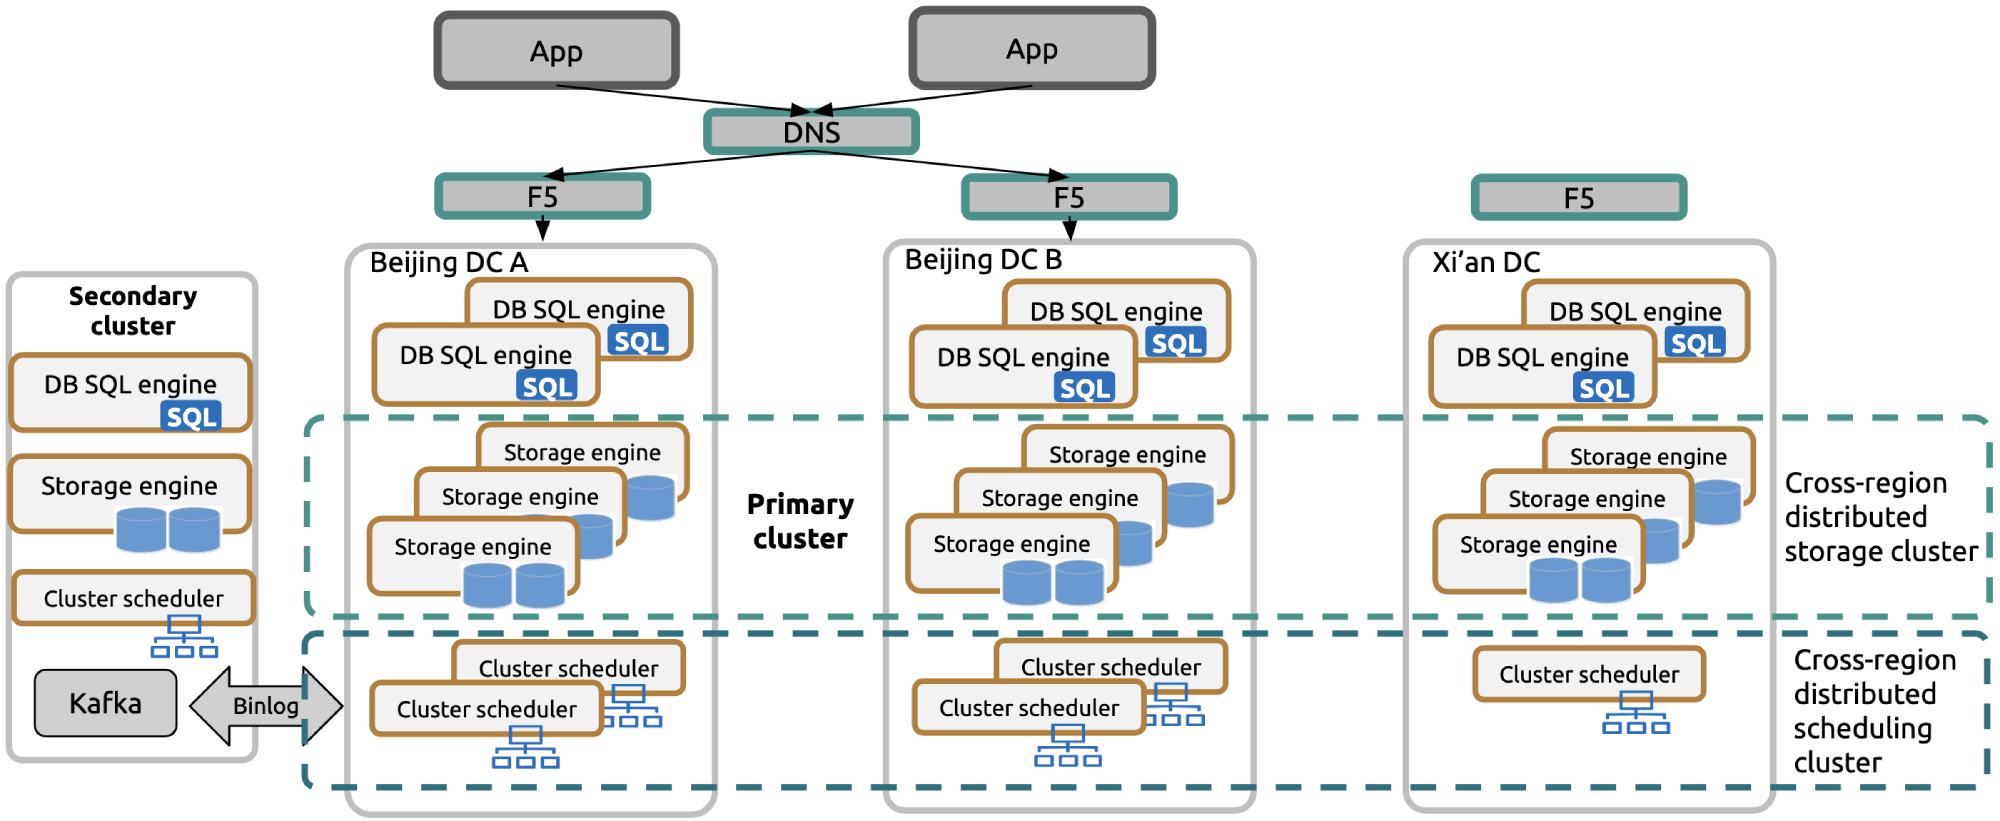 App
App
DNS
F5
F5
F5
Secondary
cluster
DB SQL engine
SQL
Storage engine
Cluster scheduler
Kafka
Binlog
Beijing DC A
DB SQL engine
SQL
DB SQL engine
SQL
Storage engine
Storage engine
Storage engine
Cluster scheduler
Cluster scheduler
Primary
cluster
Beijing DC B
DB SQL engine
SQL
DB SQL engine
SQL
Storage engine
Storage engine
Storage engine
Cluster scheduler
Cluster scheduler
Xi’an DC
DB SQL engine
SQL
DB SQL engine
SQL
Storage engine
Storage engine
Storage engine
Cluster scheduler
Cross-region
distributed
storage cluster
Cross-region
distributed
scheduling
cluster